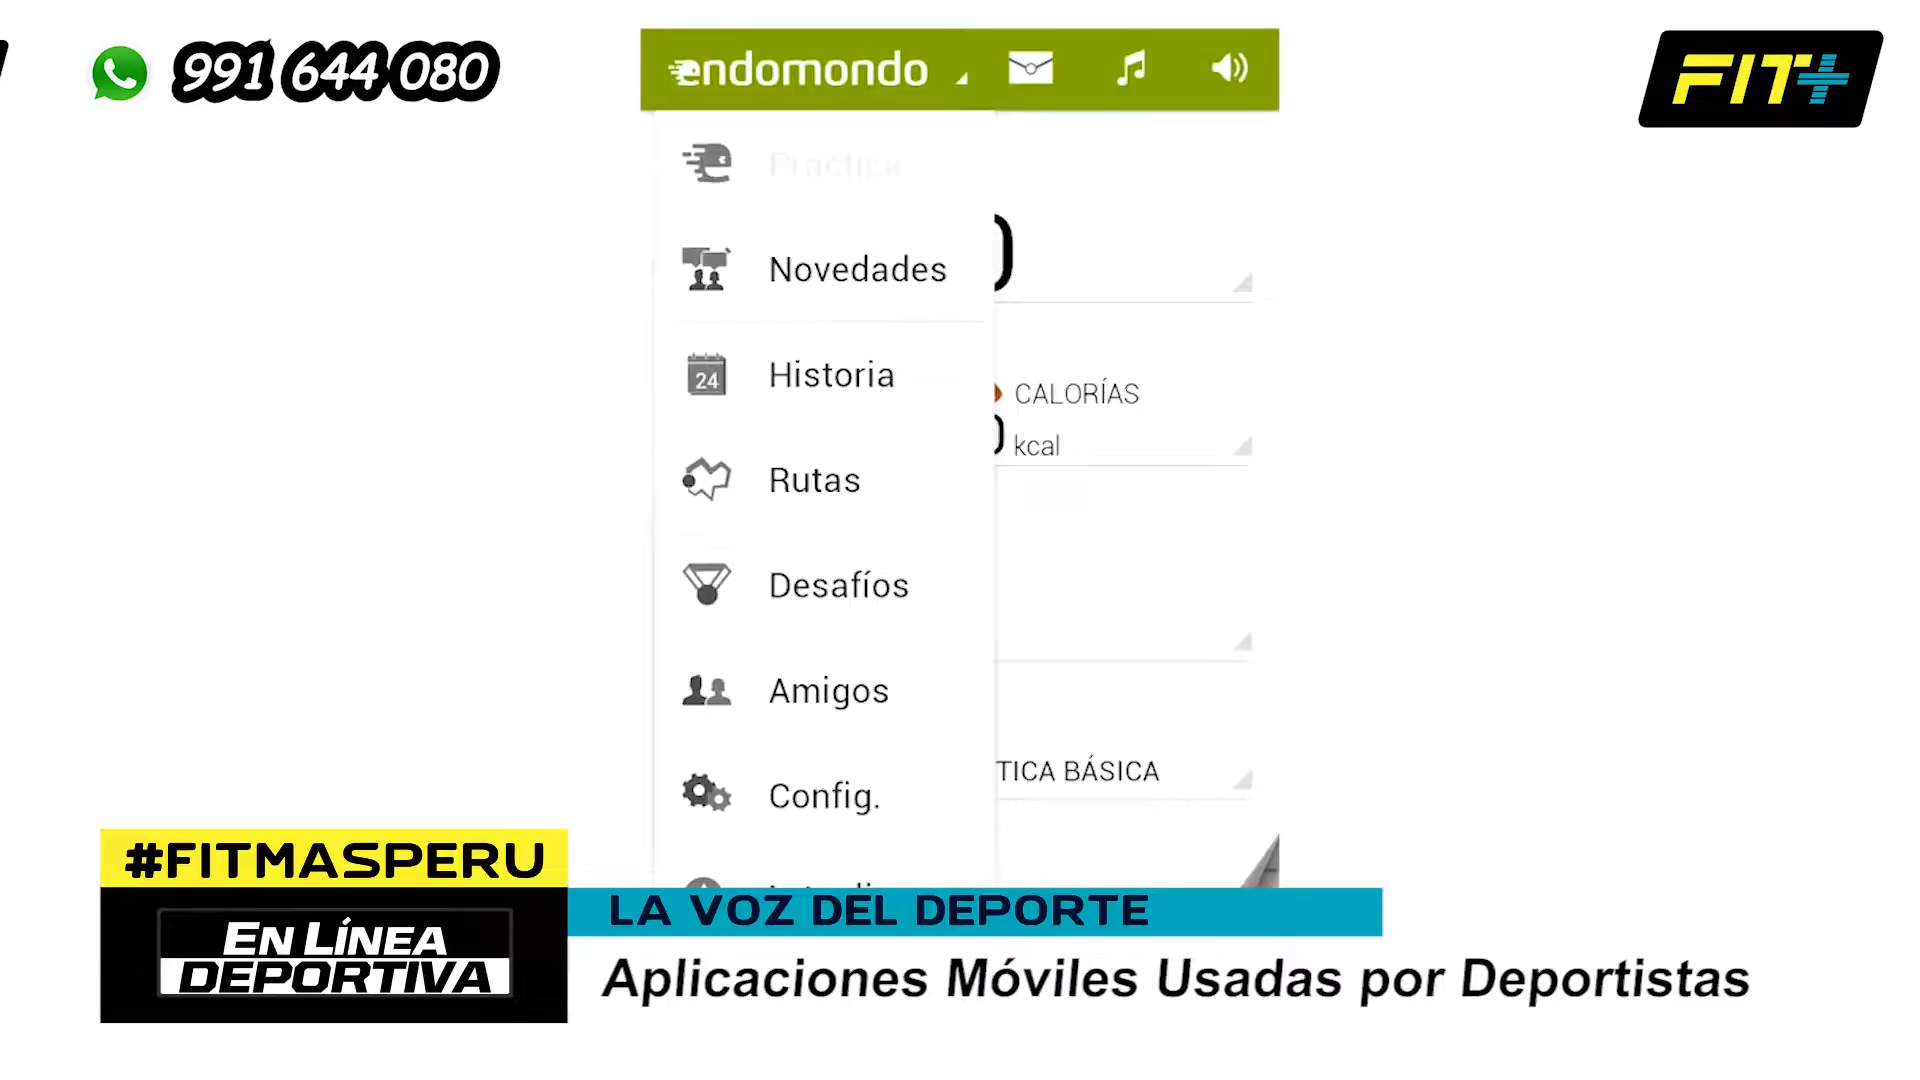 991 644 080
endomondo
FIT+
Practica
Novedades
24
Historia
CALORÍAS
kcal
Rutas
Desafíos
Amigos
TICA BÁSICA
Config.
#FITMASPERU
LA VOZ DEL DEPORTE
EN LÍNEA
DEPORTIVA
Aplicaciones Móviles Usadas por Deportistas